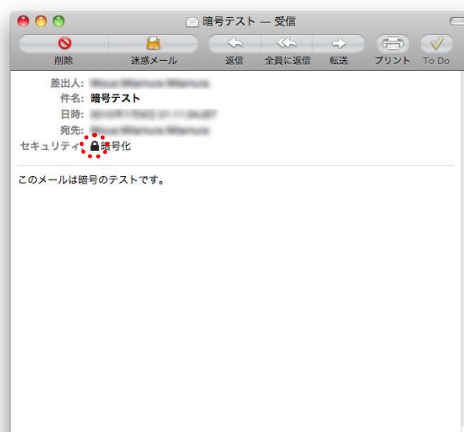 暗号テスト — 受信
削除 迷惑メール 返信 全員に返信 転送 プリント To Do
差出人:
件名: 暗号テスト
日時:
宛先:
セキュリティ: 暗号化
このメールは暗号のテストです。